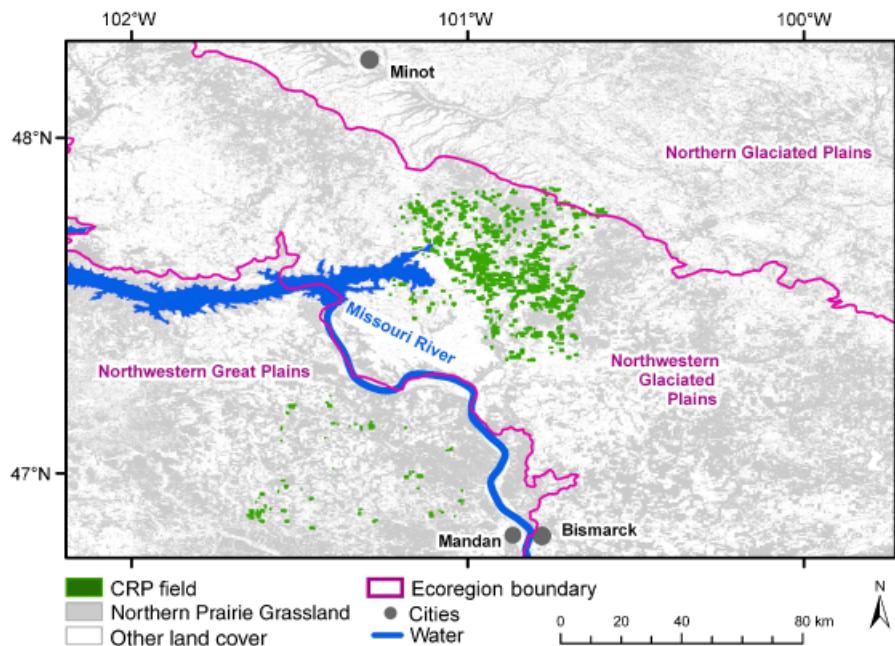 102°W 101°W 100°W
Minot
48°N
Northern Glaciated Plains
Missouri River
Northwestern Great Plains
Northwestern
Glaciated
Plains
47°N
Mandan
Bismarck
CRP field
Northern Prairie Grassland
Other land cover
Ecoregion boundary
Cities
Water
N
0 20 40 80 km